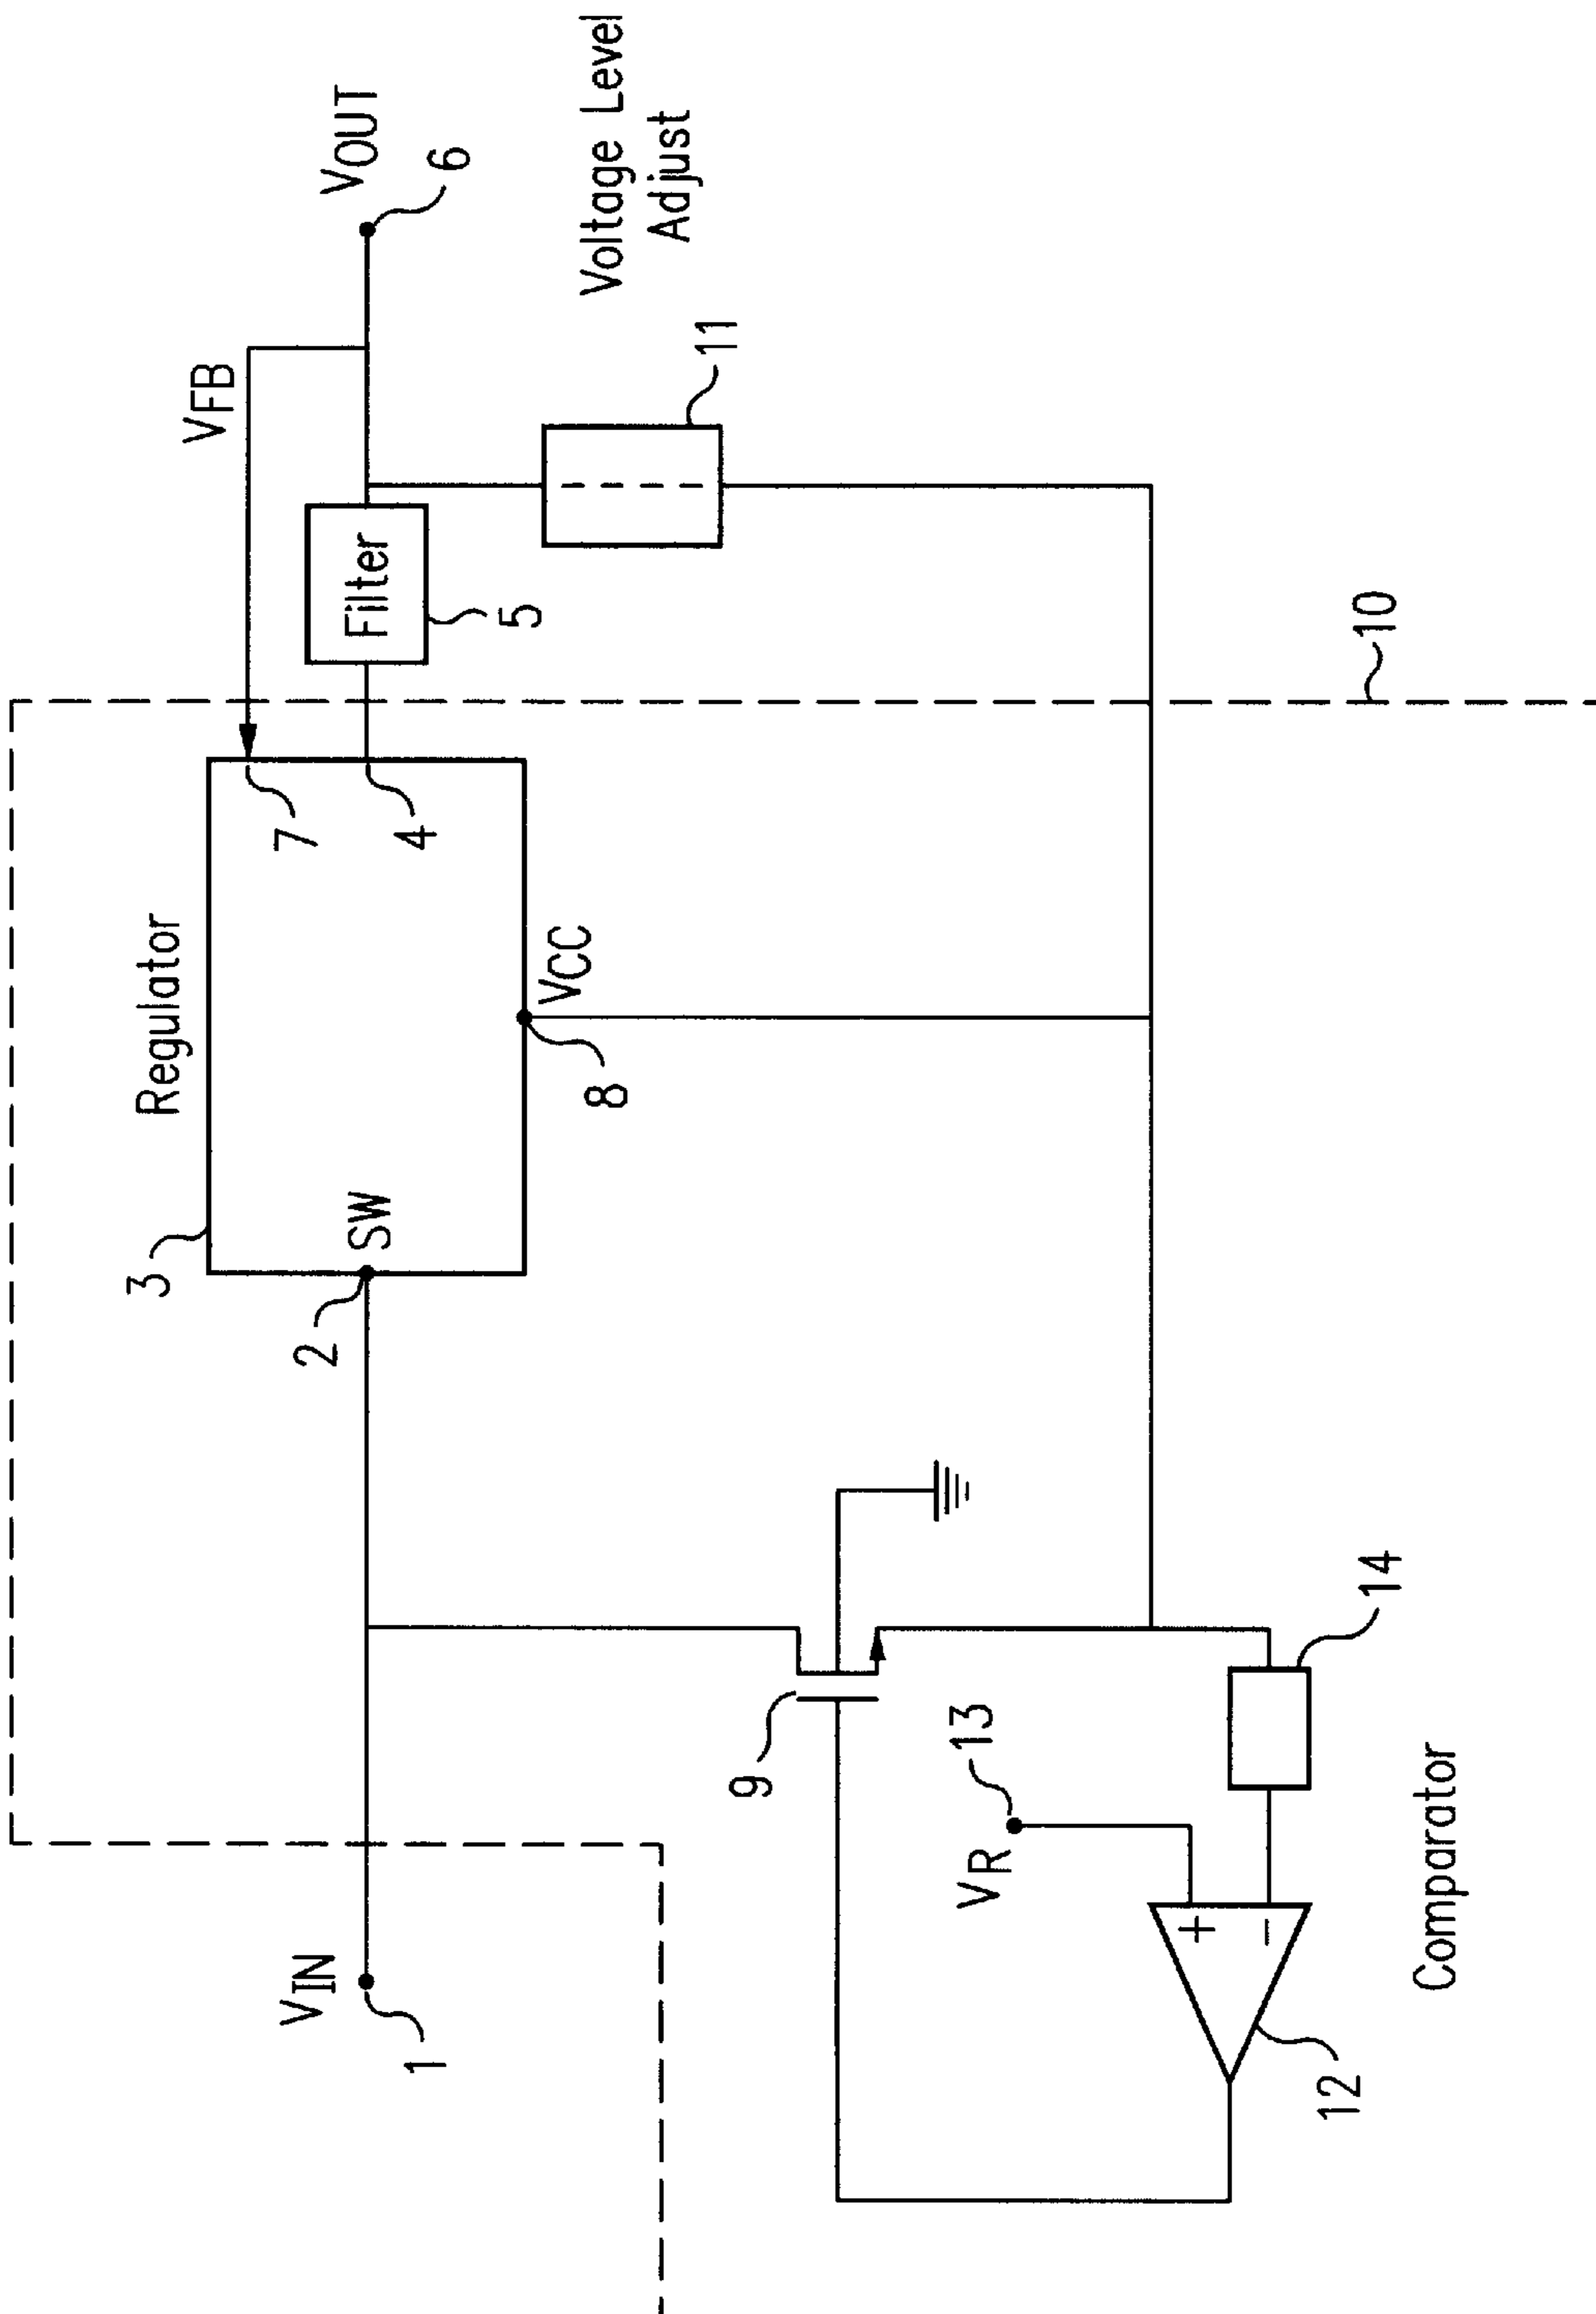 Regulator
3
VIN
1
2
SW
7
4
VFB
Filter
5
VOUT
6
VCC
8
Voltage Level
Adjust
11
10
9
VR
13
+
−
14
12
Comparator